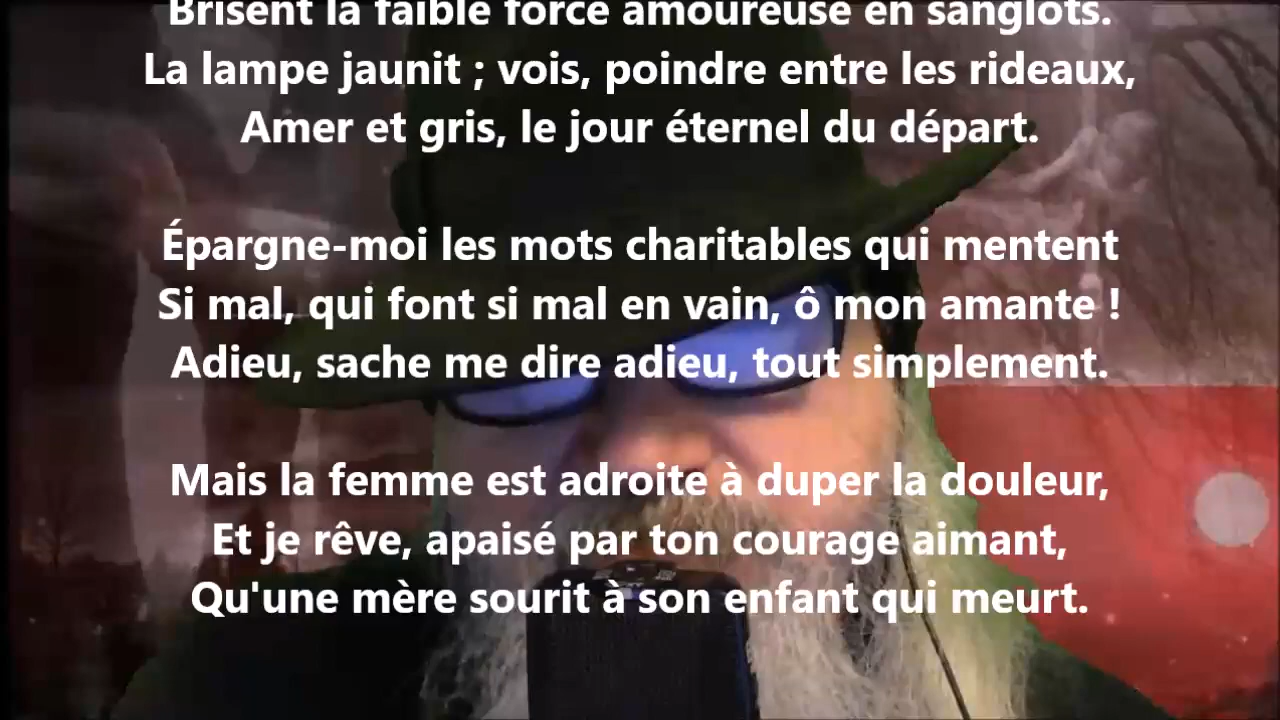 Brisent la faible force amoureuse en sanglots.
La lampe jaunit ; vois, poindre entre les rideaux,
Amer et gris, le jour éternel du départ.
Épargne-moi les mots charitables qui mentent
Si mal, qui font si mal en vain, ô mon amante !
Adieu, sache me dire adieu, tout simplement.
Mais la femme est adroite à duper la douleur,
Et je rêve, apaisé par ton courage aimant,
Qu'une mère sourit à son enfant qui meurt.